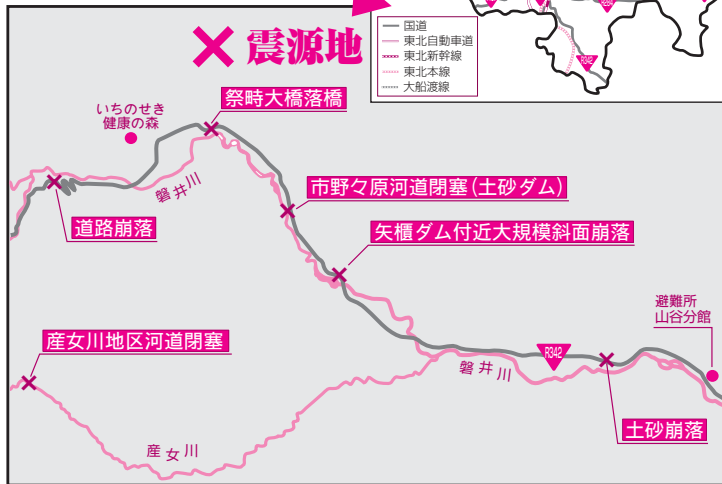 R284
国道
東北自動車道
東北新幹線
東北本線
大船渡線
R342
震源地
いちのせき
健康の森
祭畤大橋落橋
磐井川
市野々原河道閉塞(土砂ダム)
道路崩落
矢櫃ダム付近大規模斜面崩落
避難所
山谷分館
産女川地区河道閉塞
R342
磐井川
土砂崩落
産女川